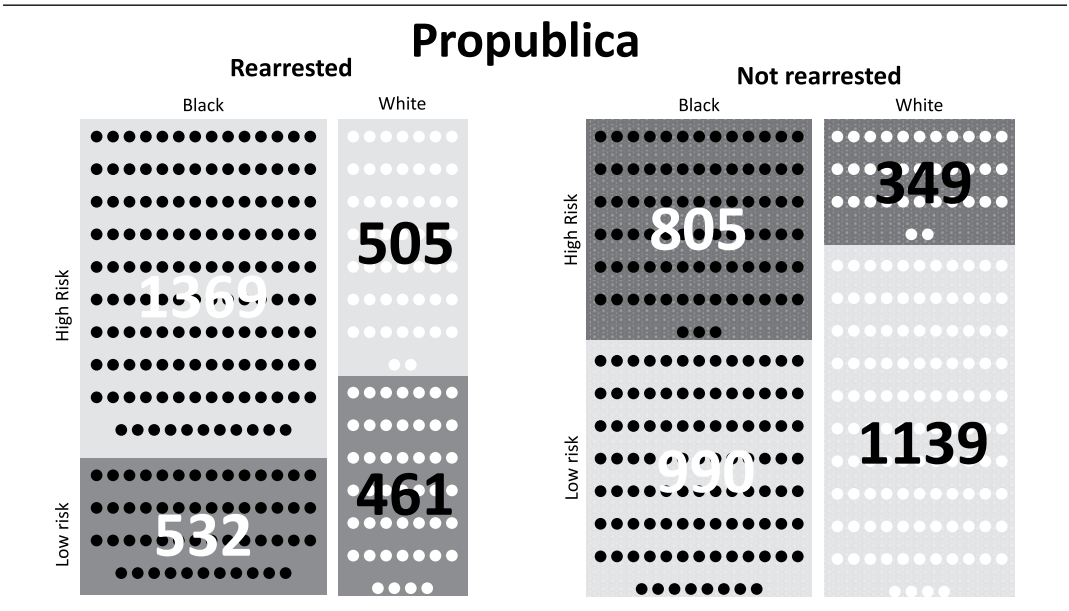 Propublica
Rearrested
Not rearrested
Black
White
Black
White
High Risk
1369
505
Low risk
532
461
High Risk
805
349
Low risk
990
1139